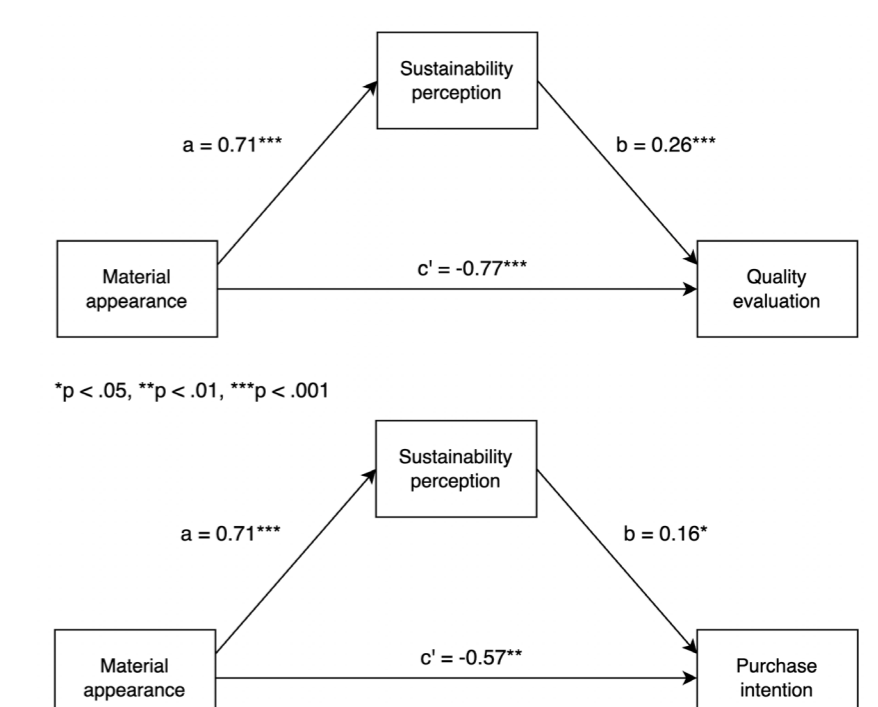 Sustainability
perception
a = 0.71***
b = 0.26***
c' = -0.77***
Material
appearance
Quality
evaluation
*p < .05, **p < .01, ***p < .001
Sustainability
perception
a = 0.71***
b = 0.16*
c' = -0.57**
Material
appearance
Purchase
intention